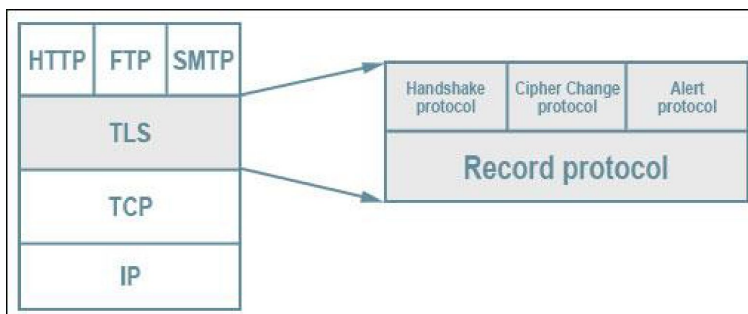 HTTP FTP SMTP
TLS
TCP
IP
Handshake protocol
Cipher Change protocol
Alert protocol
Record protocol